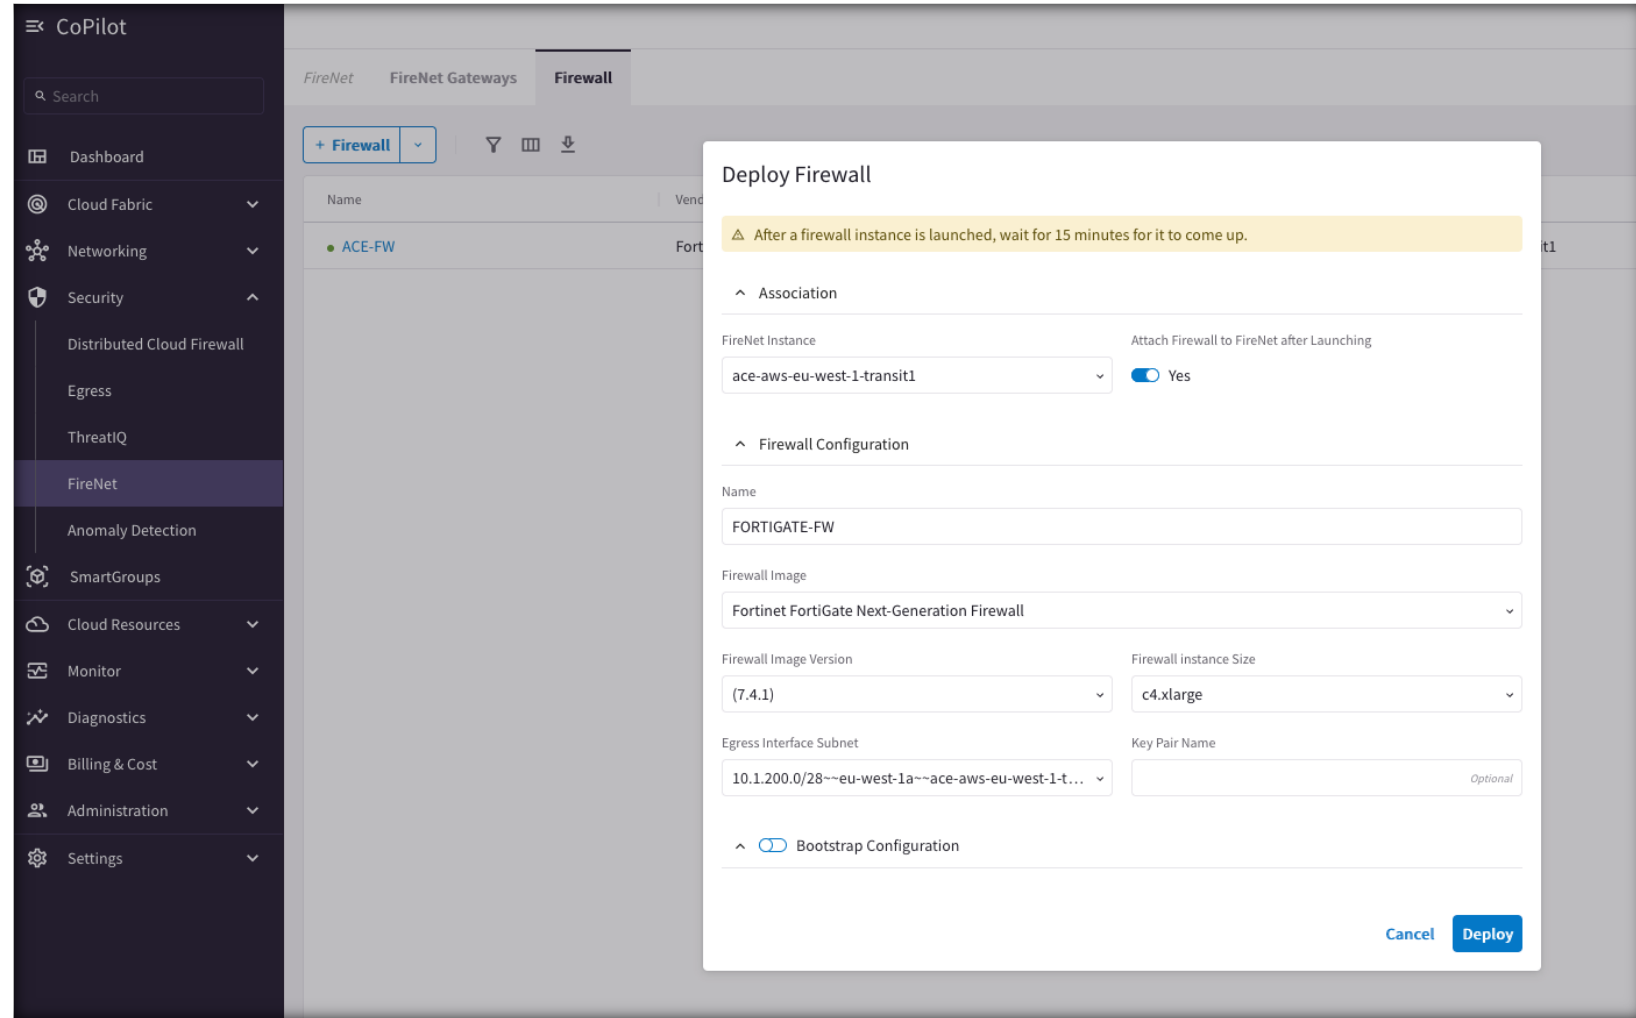 CoPilot
Search
Dashboard
Cloud Fabric
Networking
Security
Distributed Cloud Firewall
Egress
ThreatIQ
FireNet
Anomaly Detection
SmartGroups
Cloud Resources
Monitor
Diagnostics
Billing & Cost
Administration
Settings
FireNet FireNet Gateways Firewall
+ Firewall
Name Vend
ACE-FW Fort it1
Deploy Firewall
After a firewall instance is launched, wait for 15 minutes for it to come up.
Association
FireNet Instance Attach Firewall to FireNet after Launching
ace-aws-eu-west-1-transit1 Yes
Firewall Configuration
Name
FORTIGATE-FW
Firewall Image
Fortinet FortiGate Next-Generation Firewall
Firewall Image Version Firewall instance Size
(7.4.1) c4.xlarge
Egress Interface Subnet Key Pair Name
10.1.200.0/28~~eu-west-1a~~ace-aws-eu-west-1-t... Optional
Bootstrap Configuration
Cancel Deploy